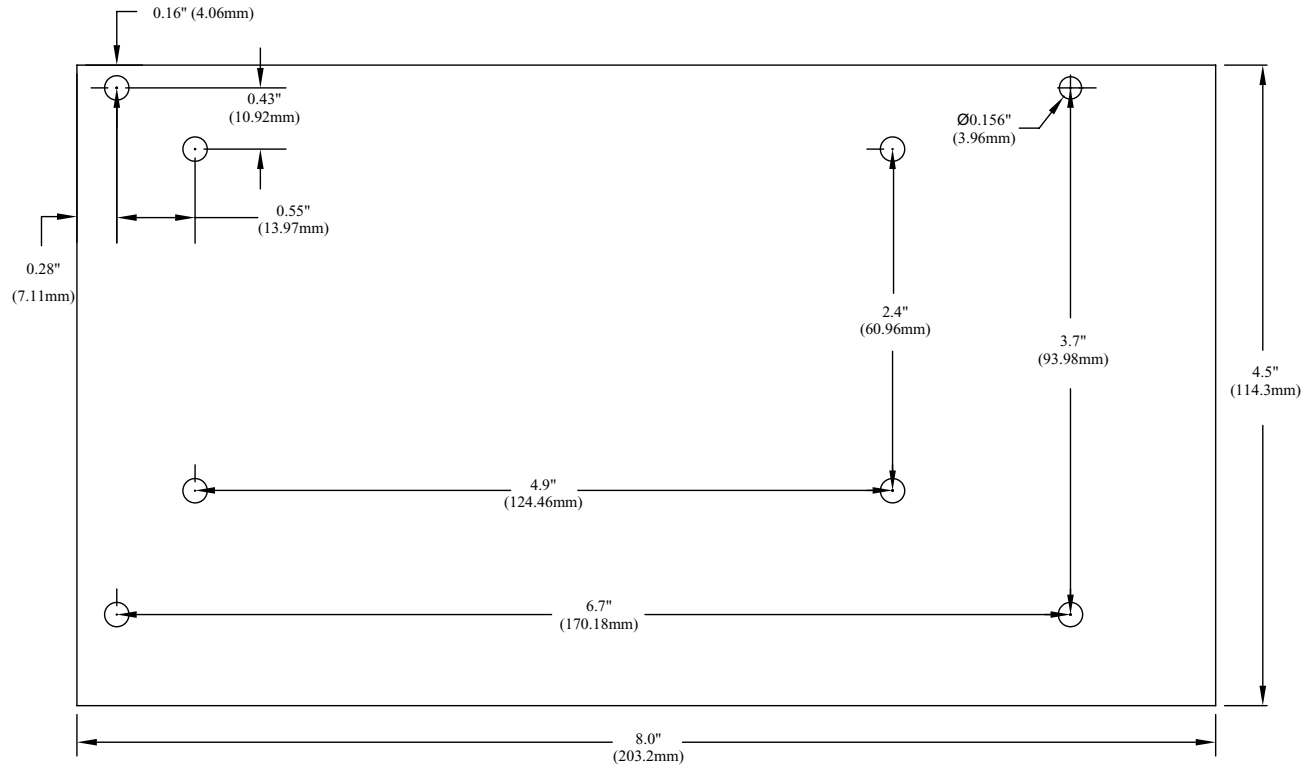 0.16" (4.06mm)
0.43"
(10.92mm)
Ø0.156"
(3.96mm)
0.55"
(13.97mm)
0.28"
(7.11mm)
2.4"
(60.96mm)
3.7"
(93.98mm)
4.5"
(114.3mm)
4.9"
(124.46mm)
6.7"
(170.18mm)
8.0"
(203.2mm)